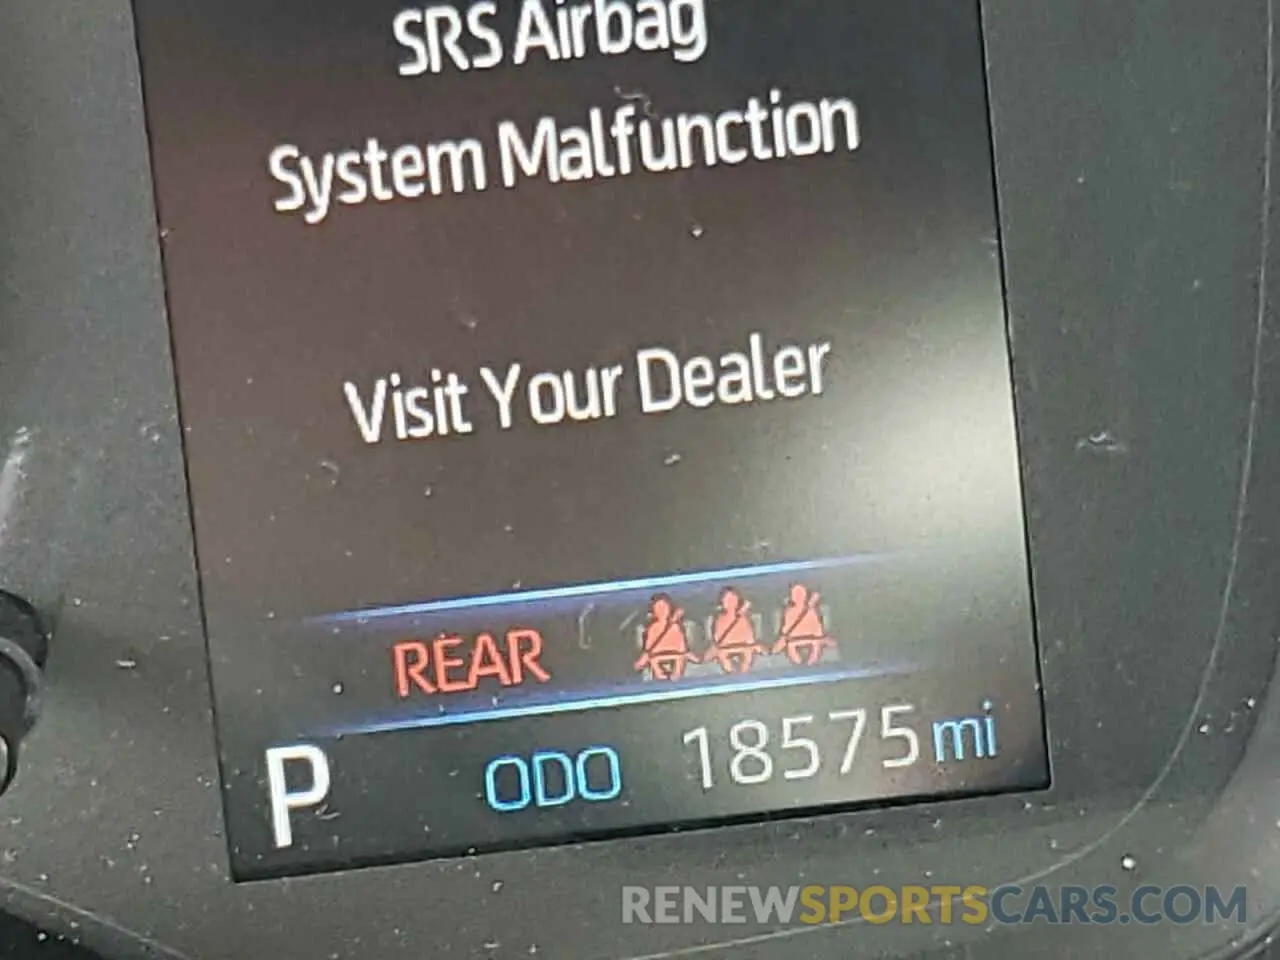 SRS Airbag
System Malfunction
Visit Your Dealer
REAR
P ODO 18575 mi
RENEWSPORTSCARS.COM